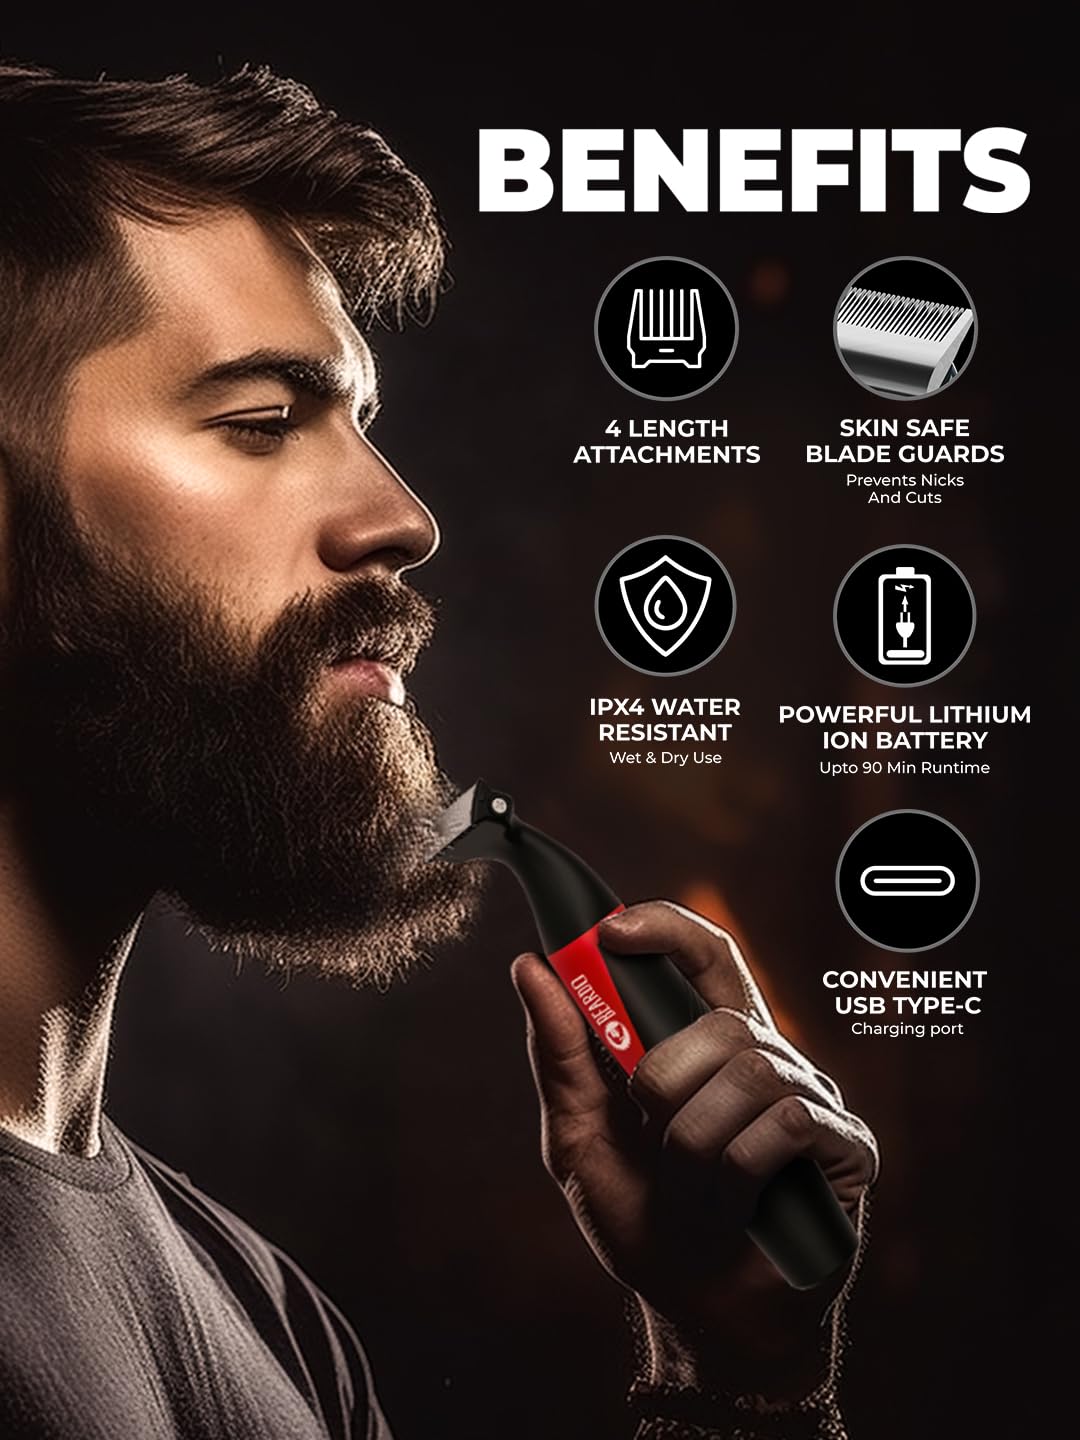 BENEFITS
4 LENGTH
ATTACHMENTS
SKIN SAFE
BLADE GUARDS
Prevents Nicks
And Cuts
IPX4 WATER
RESISTANT
Wet & Dry Use
POWERFUL LITHIUM
ION BATTERY
Upto 90 Min Runtime
CONVENIENT
USB TYPE-C
Charging port
BEARDO